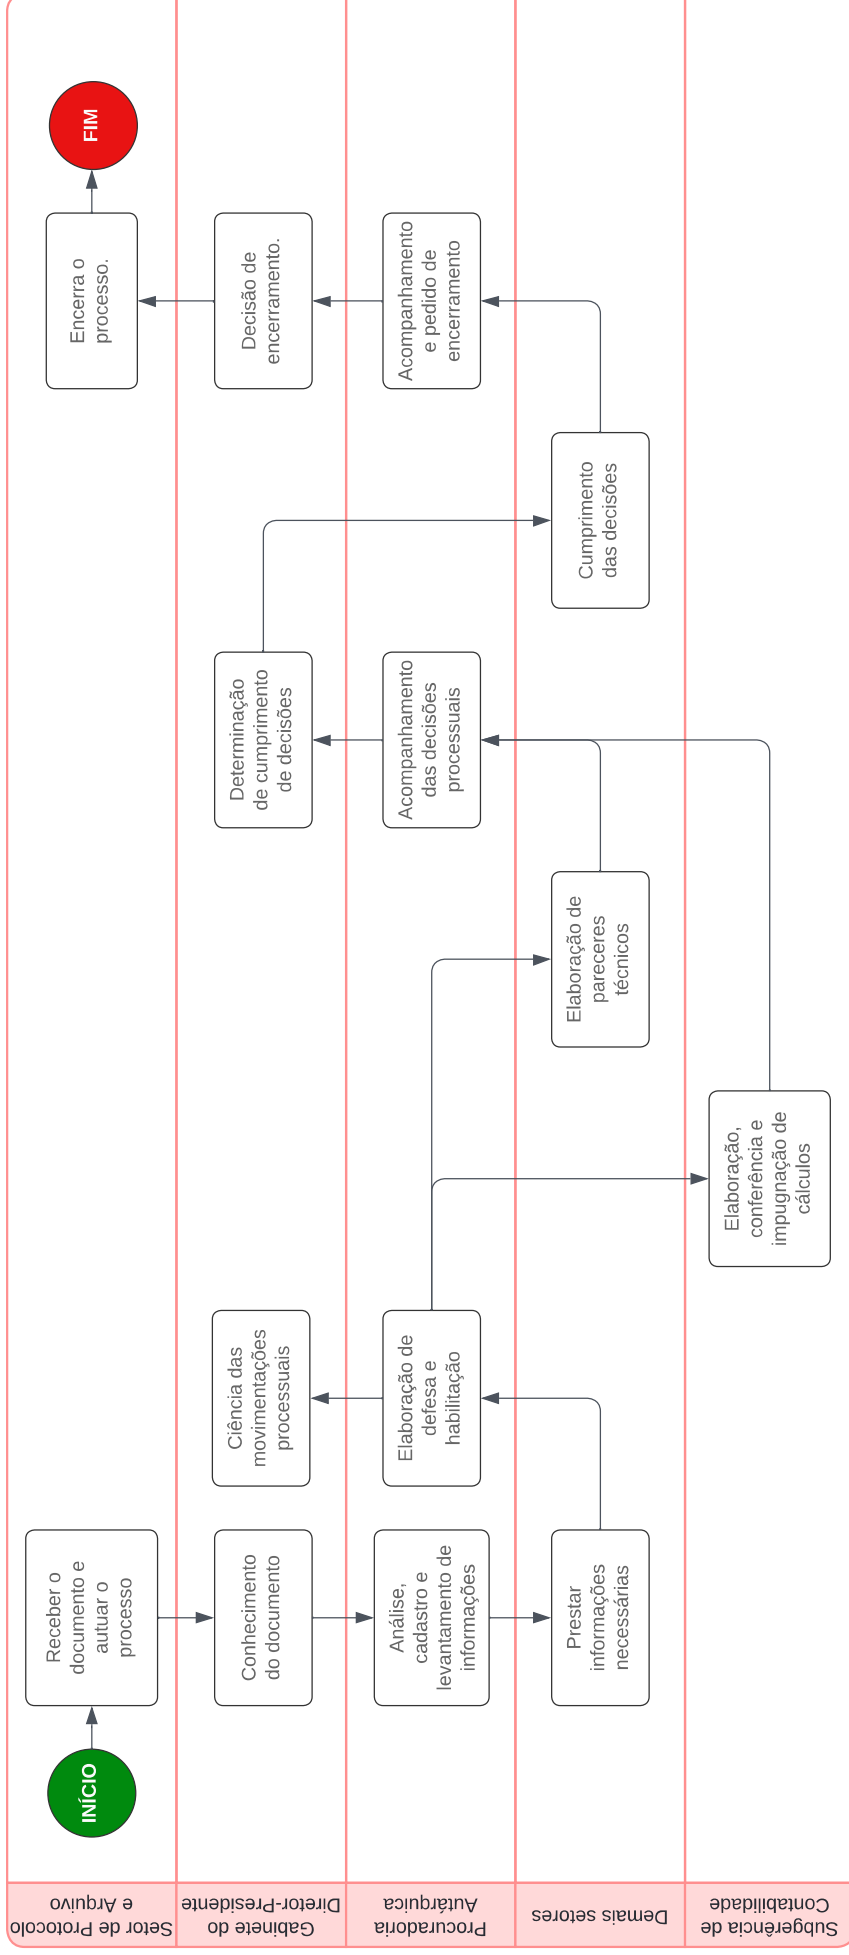 Setor de Protocolo
e Arquivo
INÍCIO
Receber o
documento e
autuar o
processo
Encerra o
processo.
FIM
Gabinete do
Diretor-Presidente
Conhecimento
do documento
Ciência das
movimentações
processuais
Determinação
de cumprimento
de decisões
Decisão de
encerramento.
Procuradoria
Autárquica
Análise,
cadastro e
levantamento de
informações
Elaboração de
defesa e
habilitação
Acompanhamento
das decisões
processuais
Acompanhamento
e pedido de
encerramento
Demais setores
Prestar
informações
necessárias
Elaboração de
pareceres
técnicos
Cumprimento
das decisões
Subgerência de
Contabilidade
Elaboração,
conferência e
impugnação de
cálculos